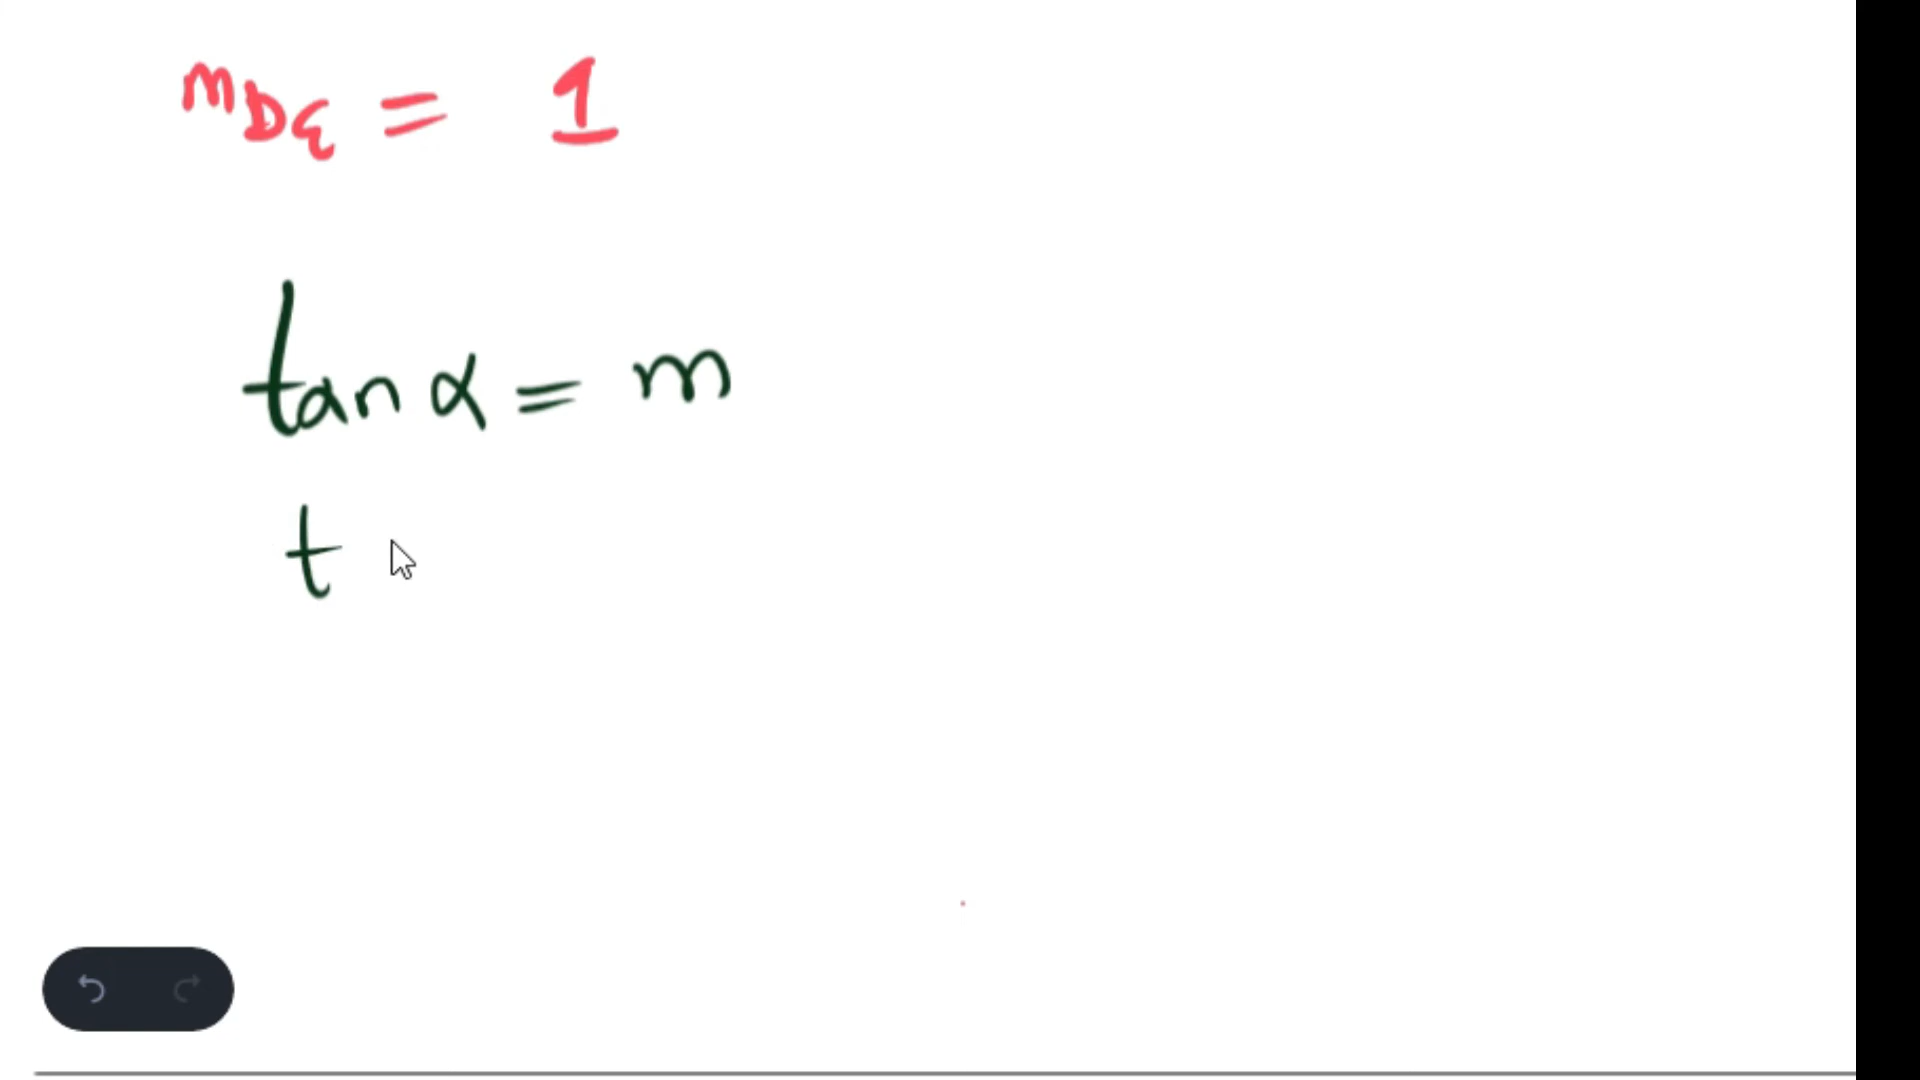 m_DE = 1
tan α = m
t